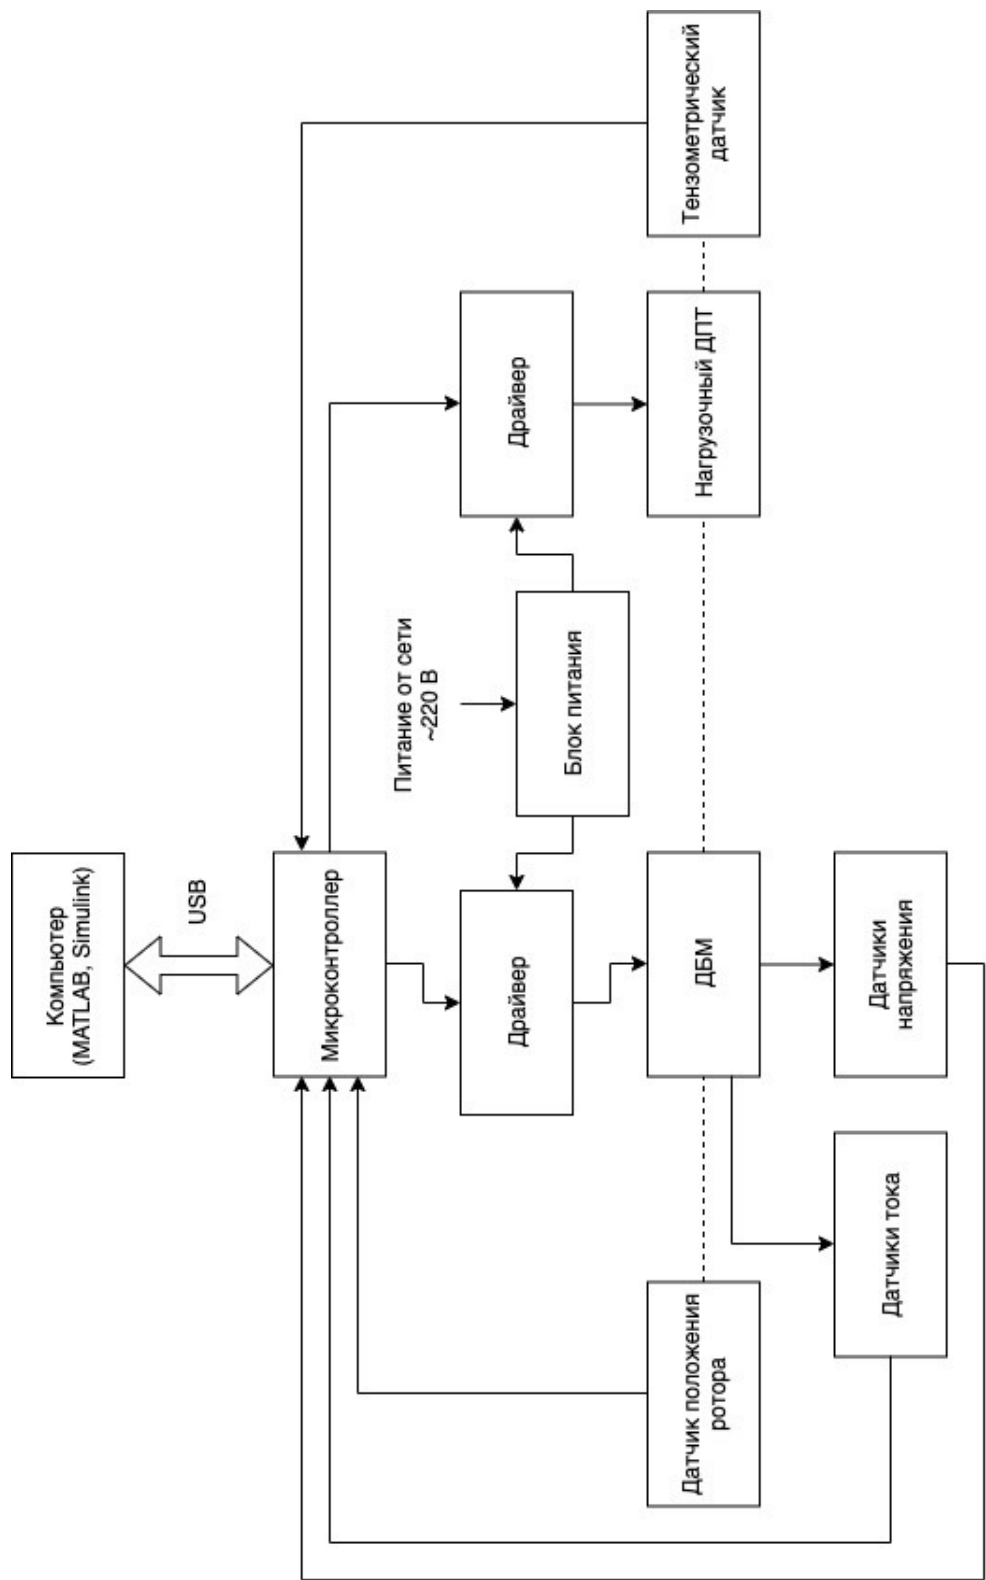 Компьютер
(MATLAB, Simulink)
USB
Микроконтроллер
Питание от сети
~220 В
Драйвер
Драйвер
Блок питания
Датчик положения
ротора
ДБМ
Нагрузочный ДПТ
Тензометрический
датчик
Датчики тока
Датчики
напряжения